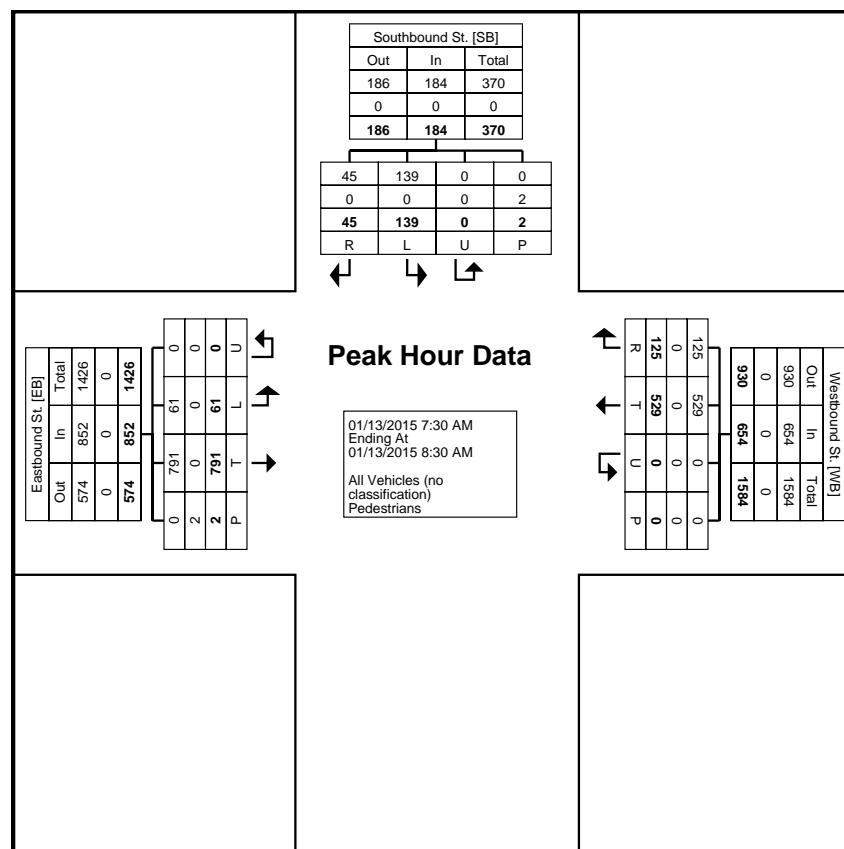 Southbound St. [SB]
Out In Total
186 184 370
0 0 0
186 184 370
45 139 0 0
0 0 0 2
45 139 0 2
R L U P
Eastbound St. [EB]
Total In Out
1426 852 574
0 0 0
1426 852 574
0 61 791 0
0 0 0 2
0 61 791 2
U L T P
Peak Hour Data
01/13/2015 7:30 AM
Ending At
01/13/2015 8:30 AM
All Vehicles (no
classification)
Pedestrians
R T U P
125 529 0 0
0 0 0 0
125 529 0 0
930 654 1584
0 0 0
930 654 1584
Out In Total
Westbound St. [WB]